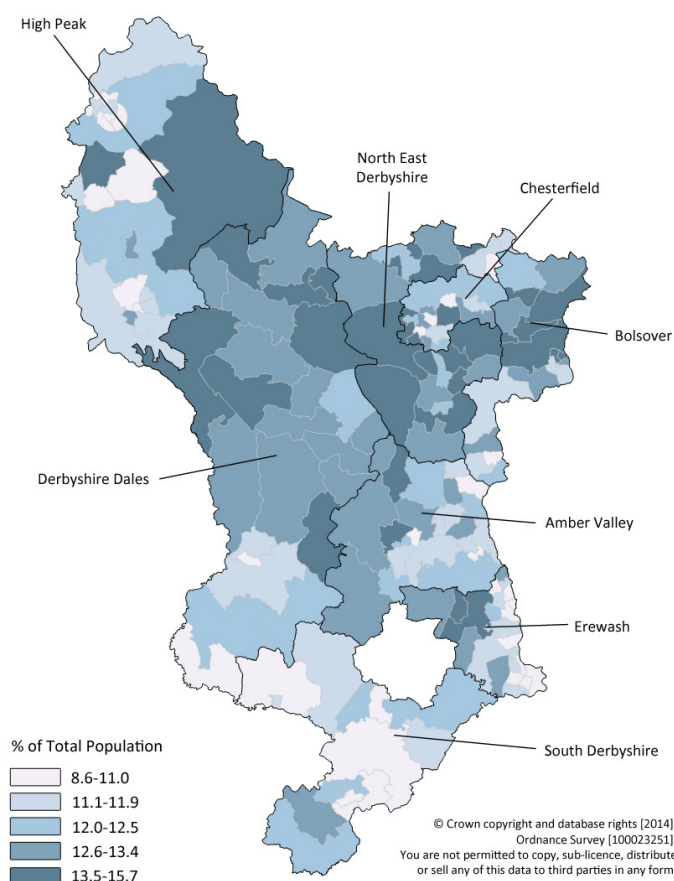 High Peak
North East
Derbyshire
Chesterfield
Bolsover
Derbyshire Dales
Amber Valley
Erewash
South Derbyshire
% of Total Population
8.6-11.0
11.1-11.9
12.0-12.5
12.6-13.4
13.5-15.7
© Crown copyright and database rights [2014]
Ordnance Survey [100023251]
You are not permitted to copy, sub-licence, distribute
or sell any of this data to third parties in any form